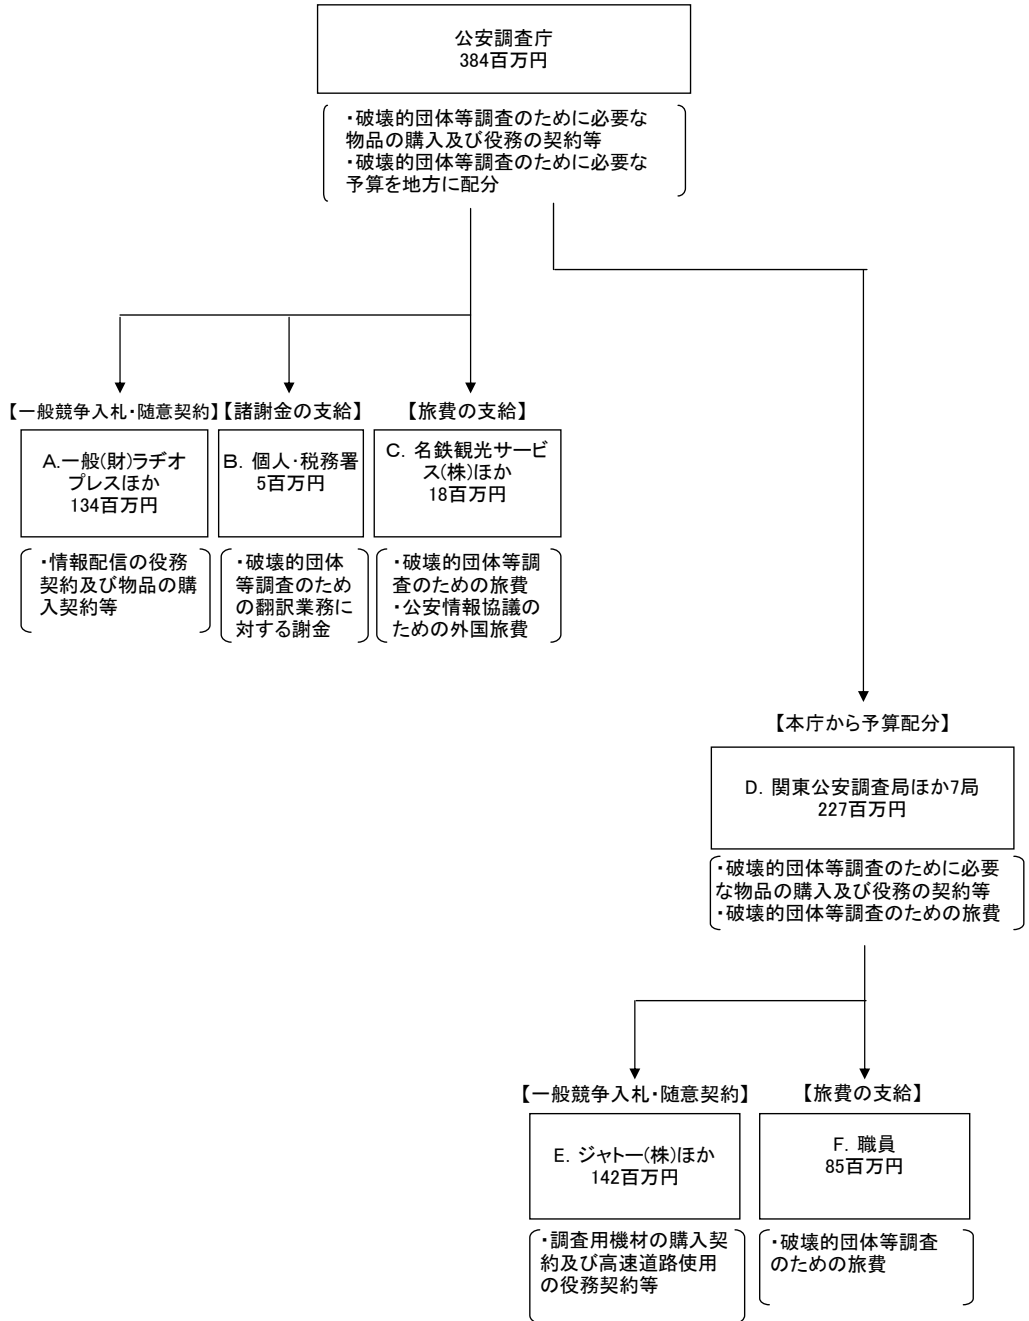 公安調査庁
384百万円
・破壊的団体等調査のために必要な
物品の購入及び役務の契約等
・破壊的団体等調査のために必要な
予算を地方に配分
【一般競争入札・随意契約】
A.一般(財)ラヂオ
プレスほか
134百万円
・情報配信の役務
契約及び物品の購
入契約等
【諸謝金の支給】
B. 個人・税務署
5百万円
・破壊的団体
等調査のため
の翻訳業務に
対する謝金
【旅費の支給】
C. 名鉄観光サービ
ス(株)ほか
18百万円
・破壊的団体等調
査のための旅費
・公安情報協議の
ための外国旅費
【本庁から予算配分】
D. 関東公安調査局ほか7局
227百万円
・破壊的団体等調査のために必要
な物品の購入及び役務の契約等
・破壊的団体等調査のための旅費
【一般競争入札・随意契約】
E. ジャトー(株)ほか
142百万円
・調査用機材の購入契
約及び高速道路使用
の役務契約等
【旅費の支給】
F. 職員
85百万円
・破壊的団体等調査
のための旅費